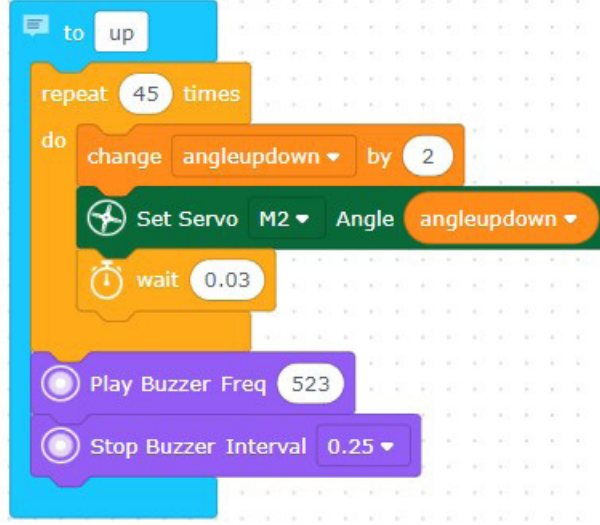 to up
repeat 45 times
do
change angleupdown by 2
Set Servo M2 Angle angleupdown
wait 0.03
Play Buzzer Freq 523
Stop Buzzer Interval 0.25